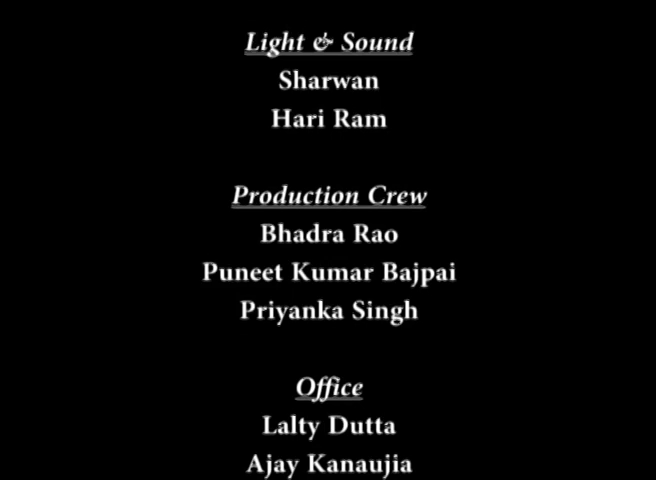 Light & Sound
Sharwan
Hari Ram
Production Crew
Bhadra Rao
Puneet Kumar Bajpai
Priyanka Singh
Office
Lalty Dutta
Ajay Kanaujia